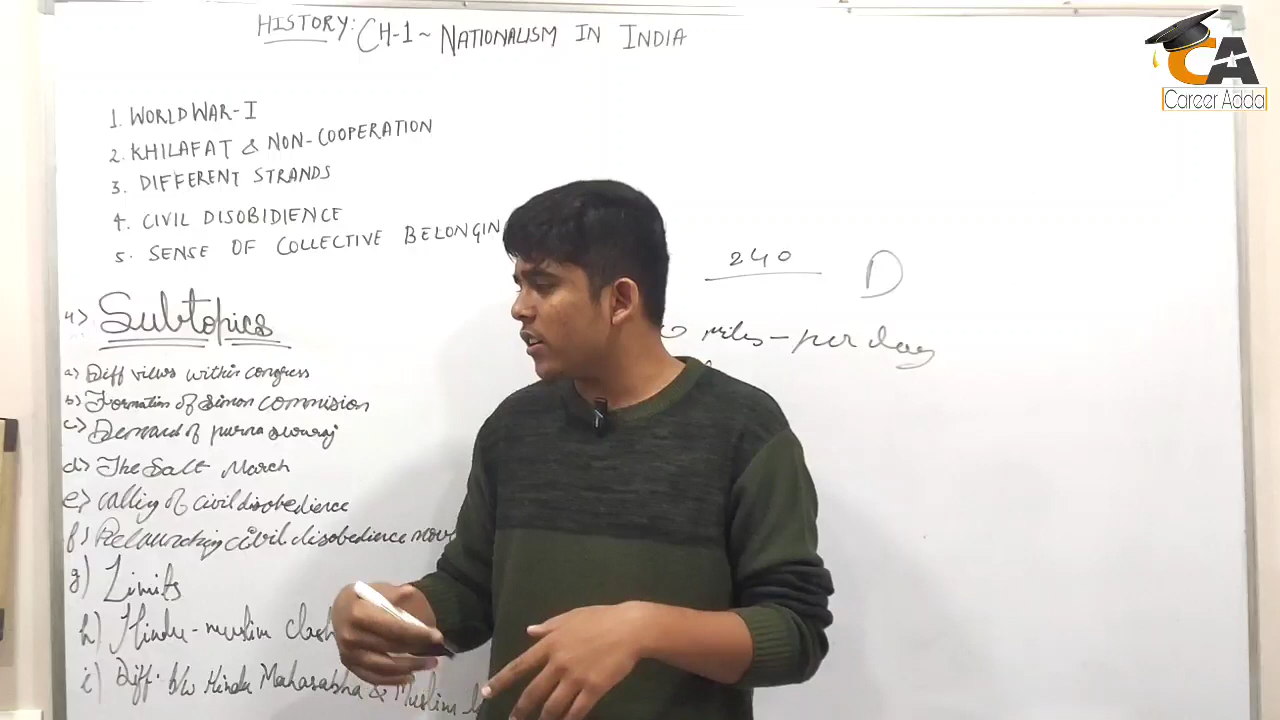 HISTORY: CH-1 ~ NATIONALISM IN INDIA
CA
Career Adda
1. WORLD WAR-I
2. KHILAFAT & NON-COOPERATION
3. DIFFERENT STRANDS
4. CIVIL DISOBIDIENCE
5. SENSE OF COLLECTIVE BELONGIN
4> Subtopics
a> Diff views within congress
b> Formation of Simon commision
c> Demand of purna swaraj
d> The Salt March
e> calling of civil disobedience
f> Relaunching civil disobedience mov
g) Limits
h) Hindu-muslim clash
i) Diff. b/w Hindu Mahasabha & Muslim
240 D
miles - per day